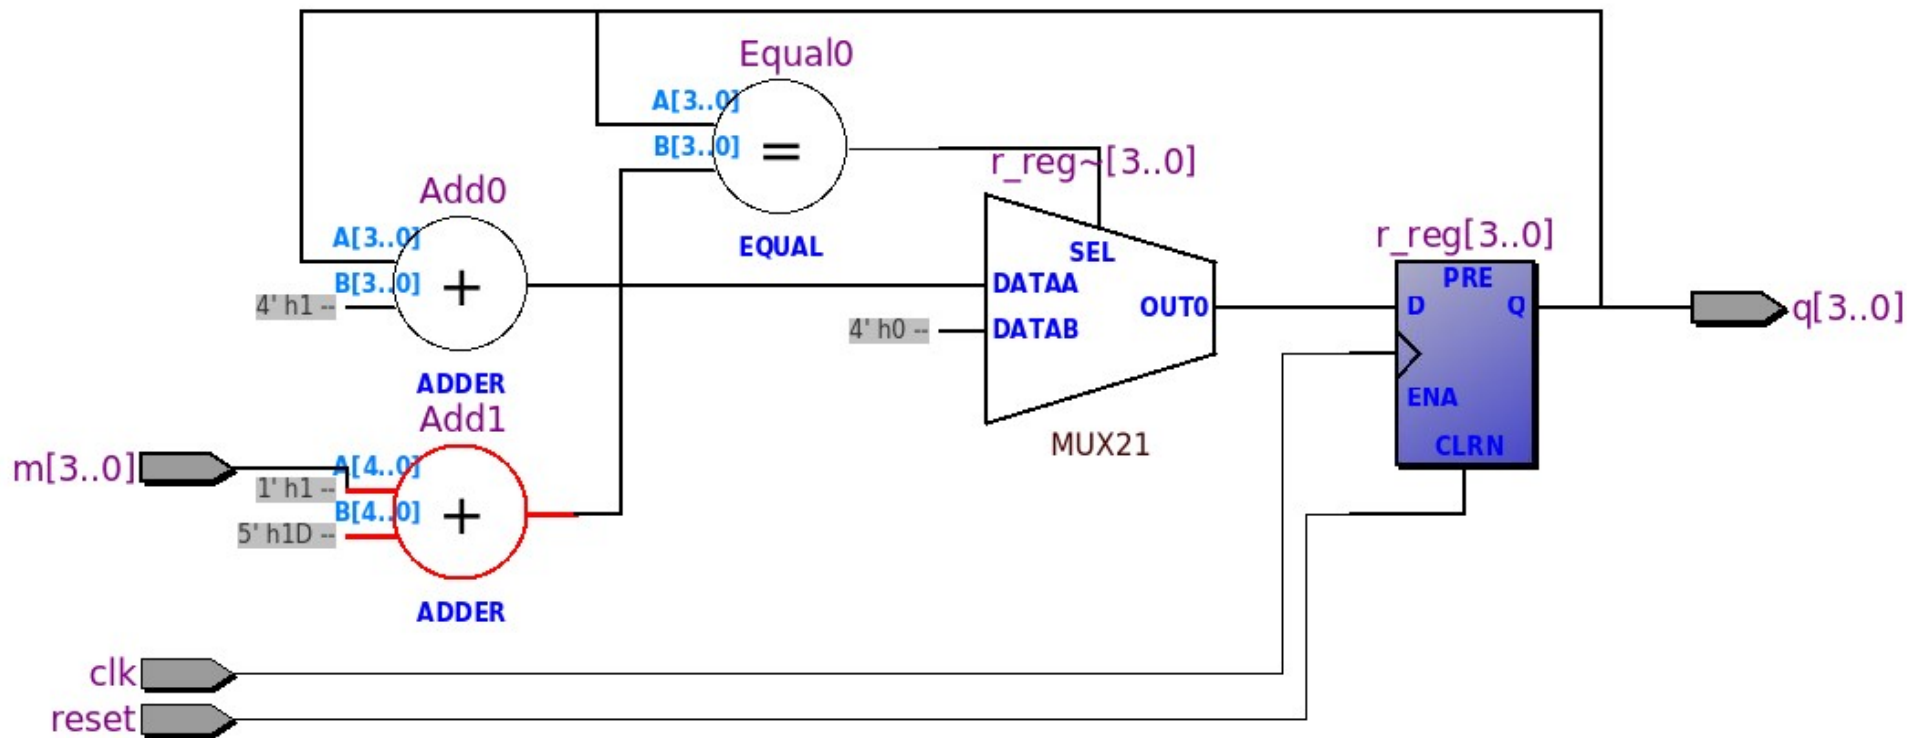 Equal0
A[3..0]
B[3..0]
=
EQUAL
r_reg~[3..0]
Add0
A[3..0]
B[3..0]
4' h1 --
+
ADDER
SEL
DATAA
DATAB
OUT0
4' h0 --
MUX21
r_reg[3..0]
PRE
D
Q
ENA
CLRN
q[3..0]
Add1
m[3..0]
A[4..0]
1' h1 --
B[4..0]
5' h1D --
+
ADDER
clk
reset